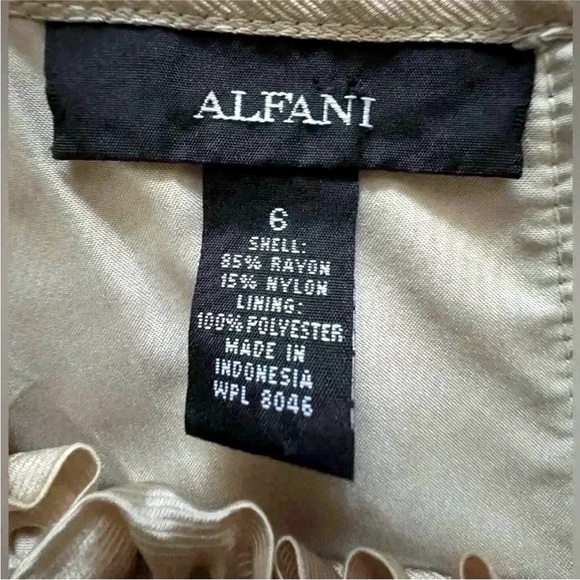 ALFANI
6
SHELL:
85% RAYON
15% NYLON
LINING:
100% POLYESTER
MADE IN
INDONESIA
WPL 8046